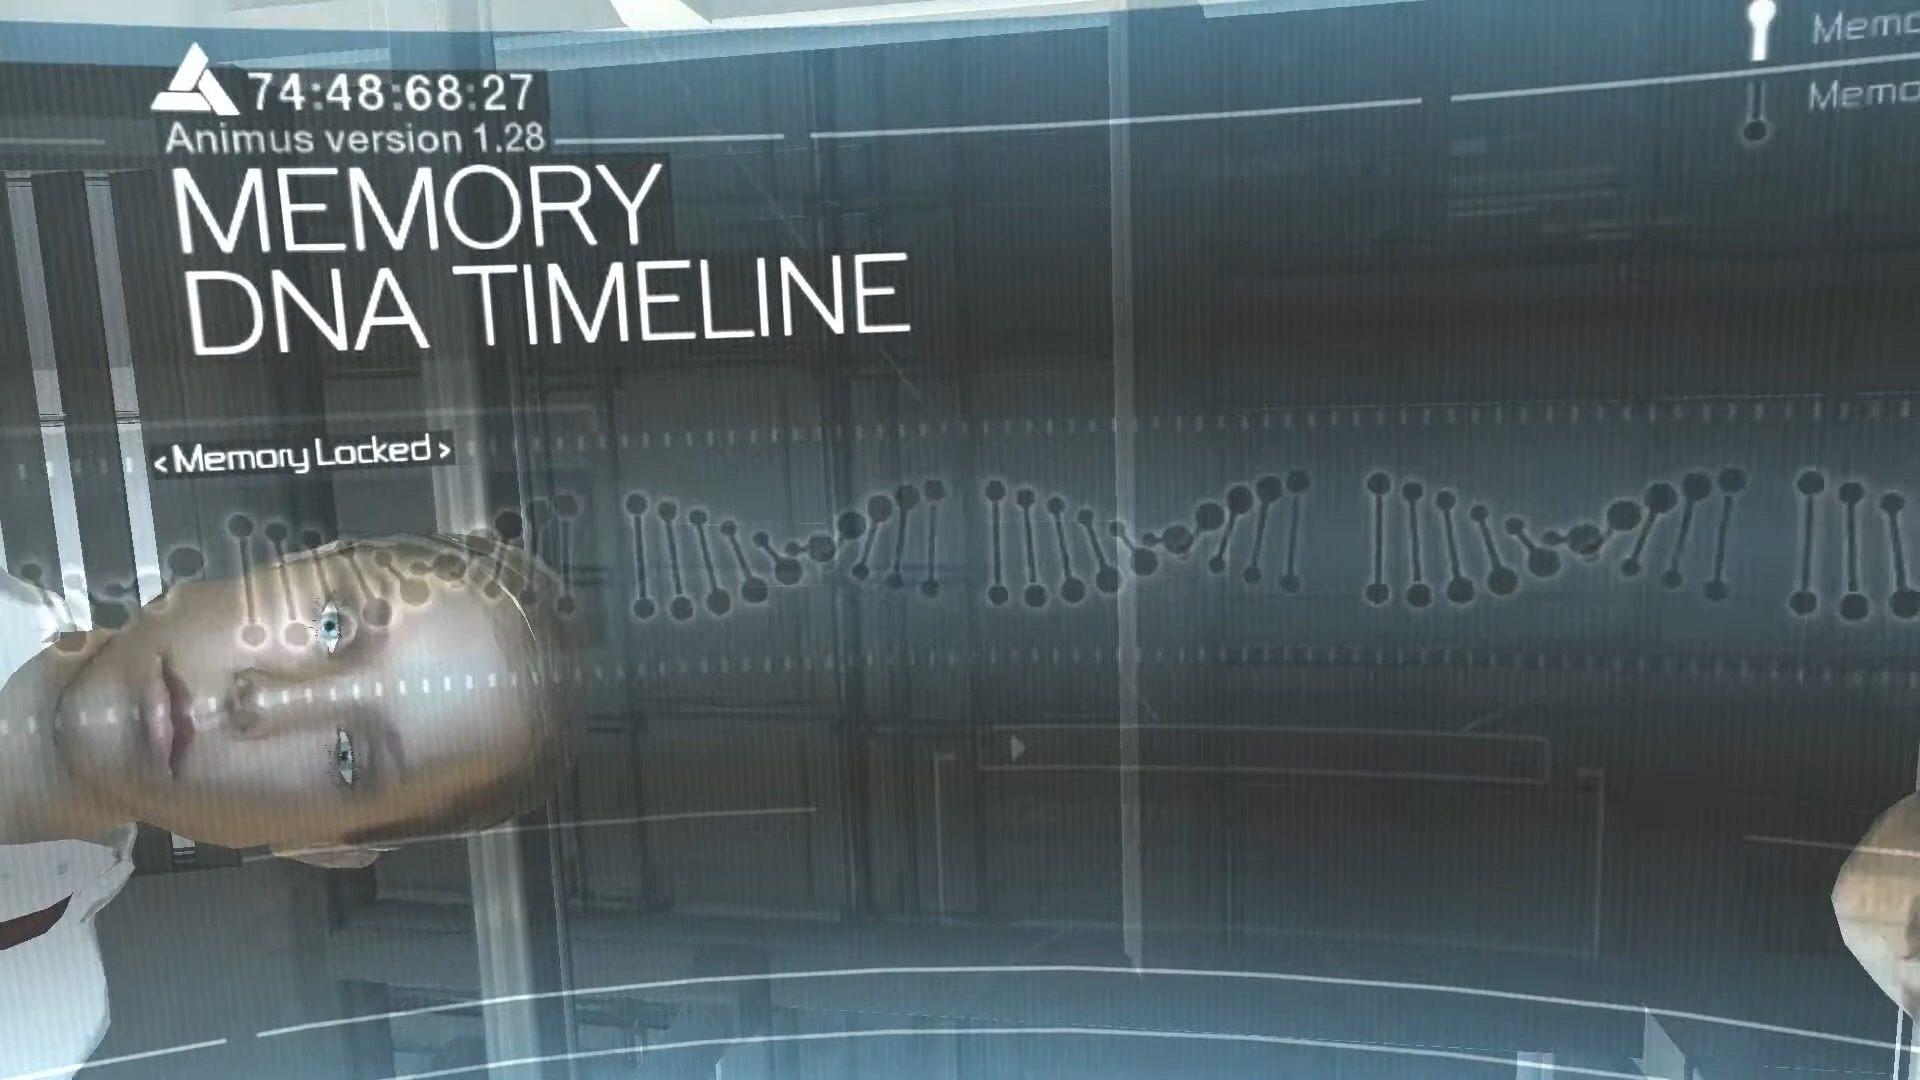 74:48:68:27
Animus version 1.28
MEMORY
DNA TIMELINE
< Memory Locked >